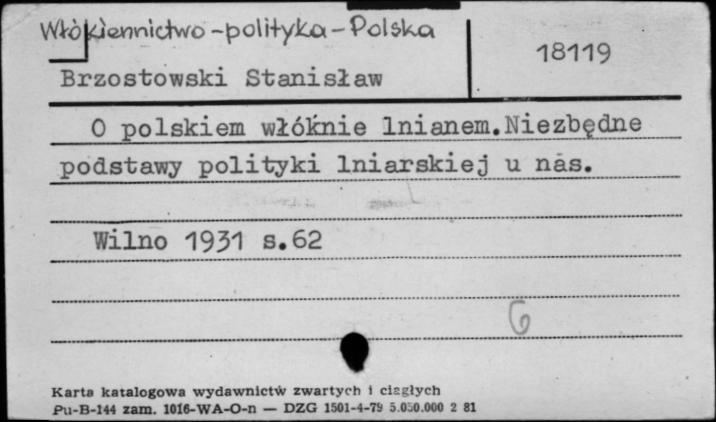 Włókiennictwo-polityka-Polska
18119
Brzostowski Stanisław
O polskiem włóknie lnianem.Niezbędne
podstawy polityki lniarskiej u nas.
Wilno 1931 s.62
G
Karta katalogowa wydawnictw zwartych i ciągłych
Pu-B-144 zam. 1016-WA-O-n — DZG 1501-4-79 5.050.000 2 81